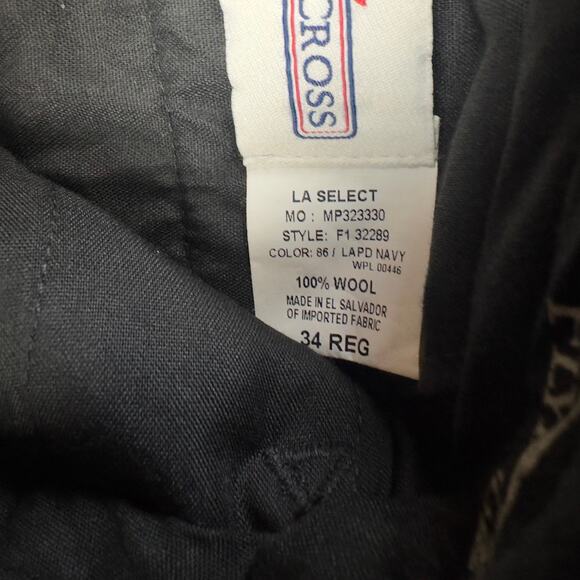 CROSS
LA SELECT
MO : MP323330
STYLE: F1 32289
COLOR: 86 / LAPD NAVY
WPL 00446
100% WOOL
MADE IN EL SALVADOR
OF IMPORTED FABRIC
34 REG